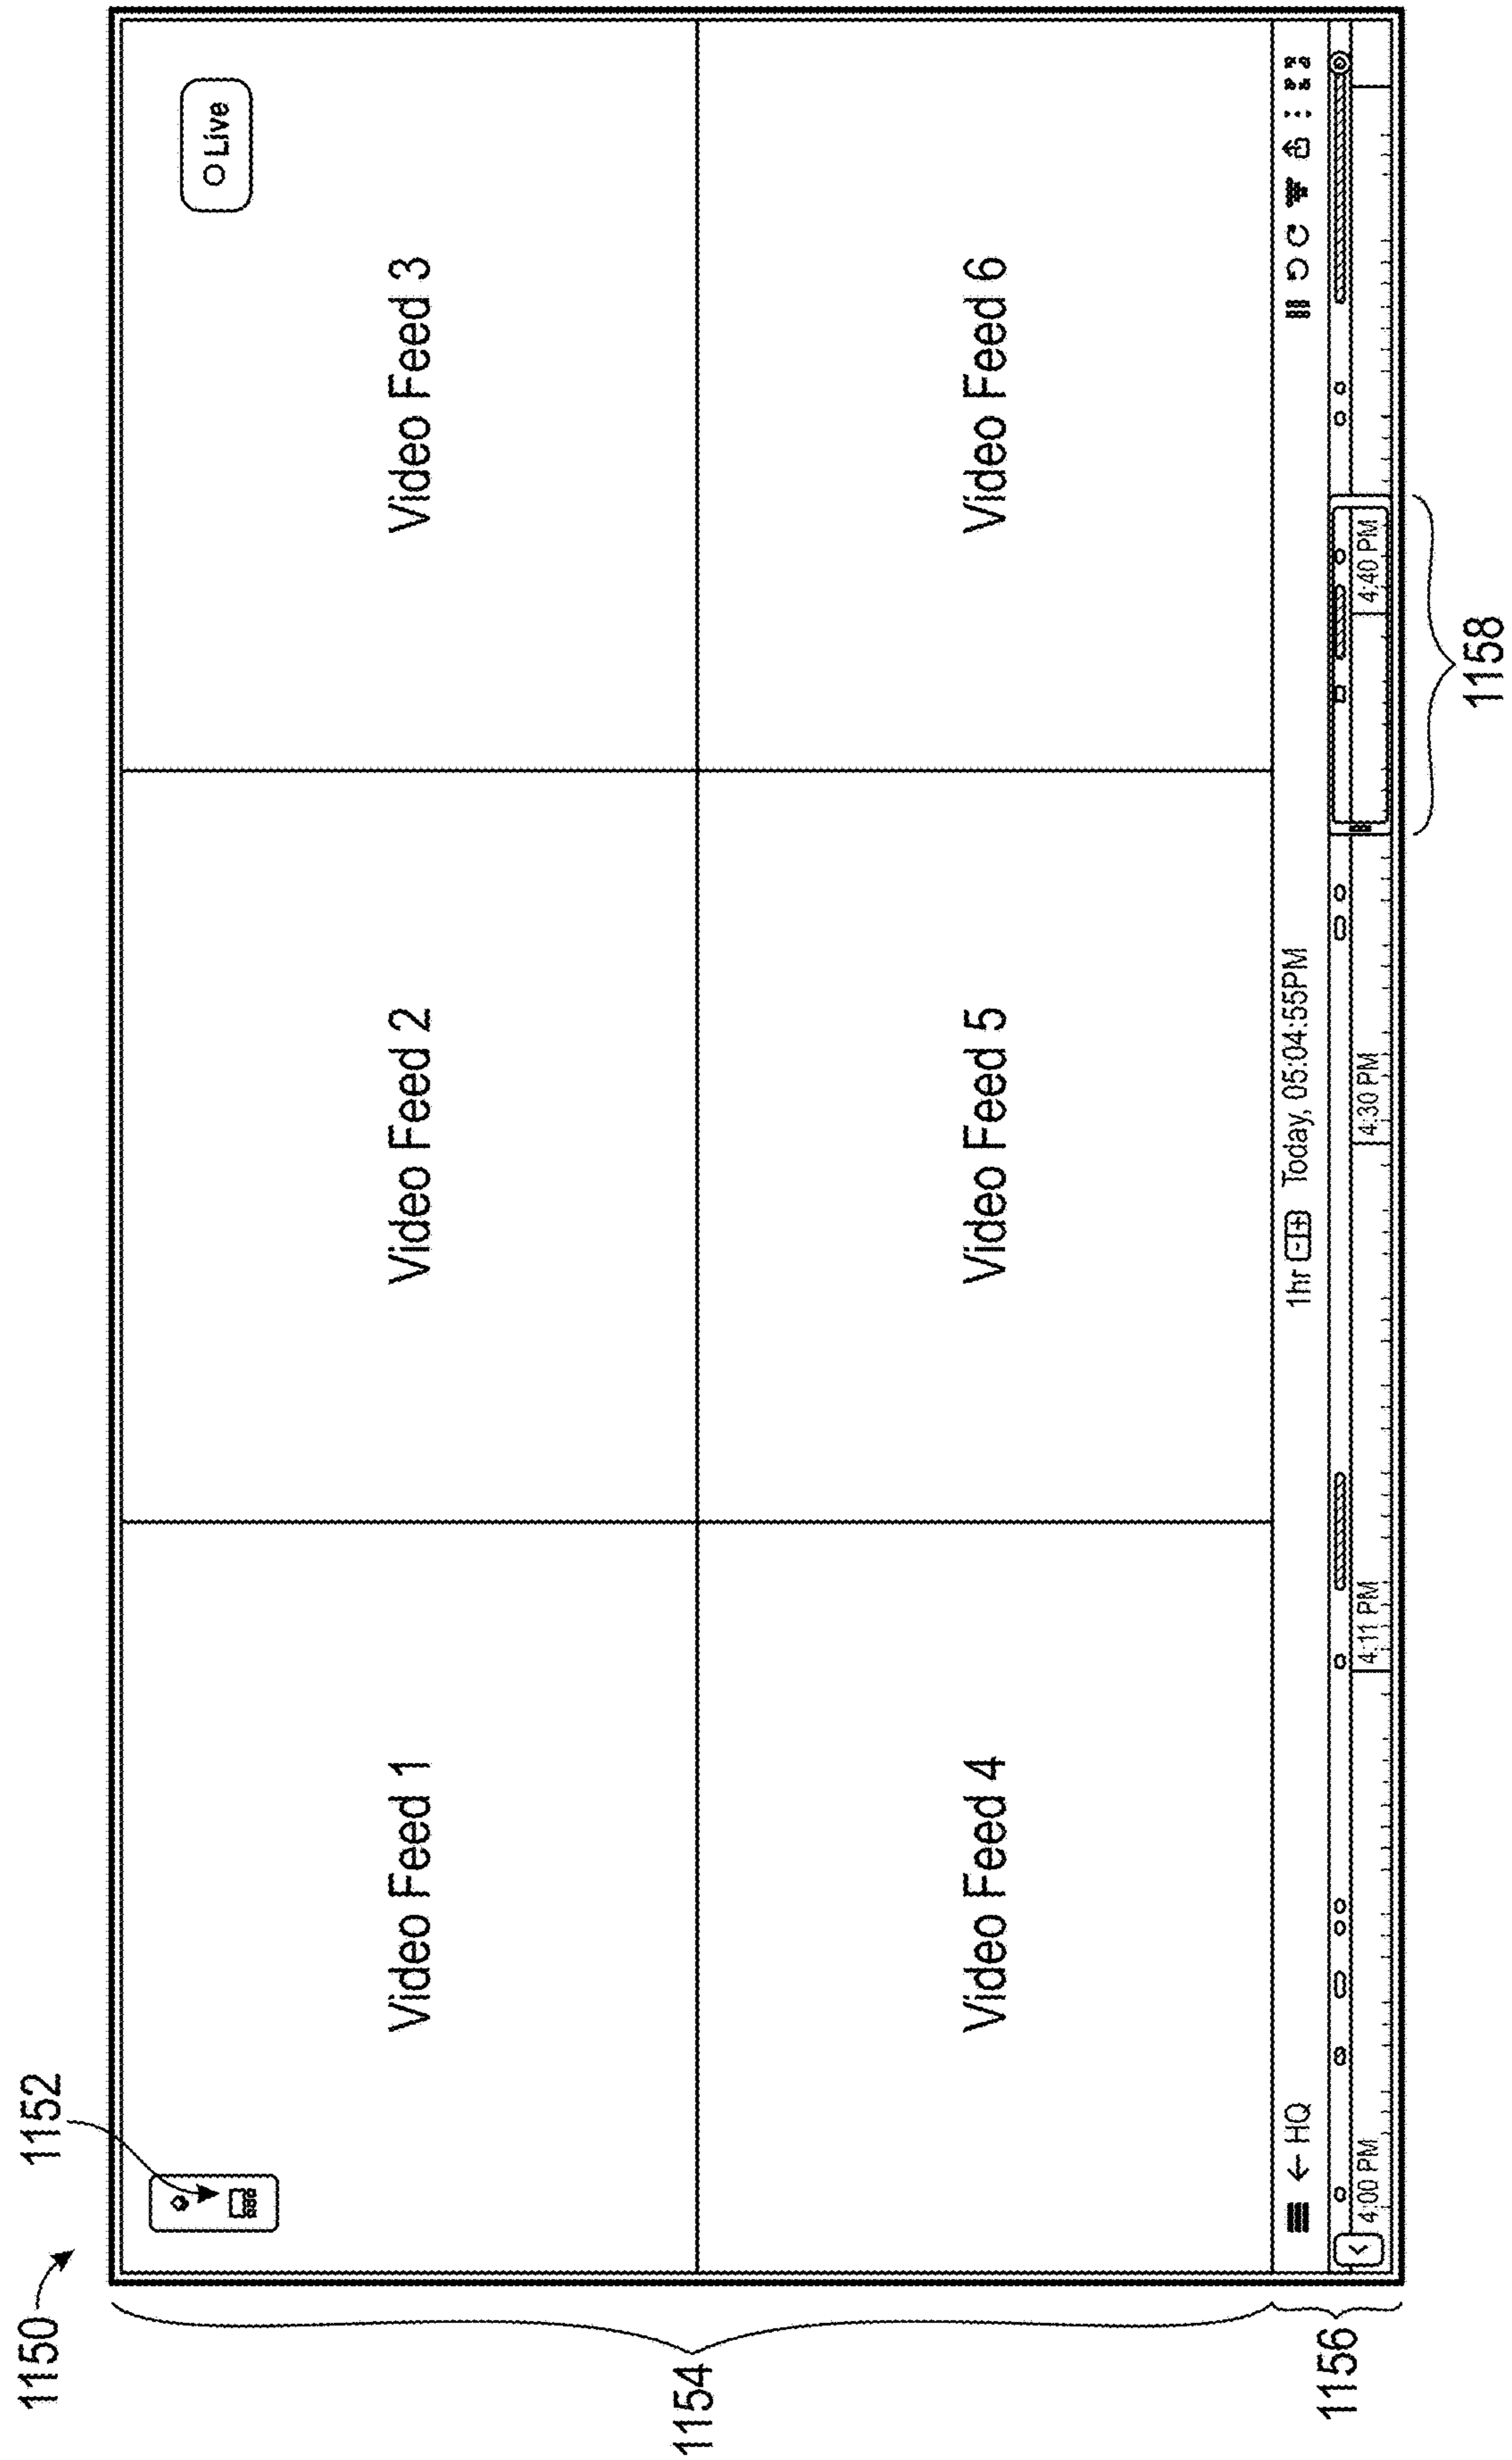 1150
1152
Live
Video Feed 1
Video Feed 2
Video Feed 3
1154
Video Feed 4
Video Feed 5
Video Feed 6
HQ
1hr - + Today, 05:04:55PM
1156
4:00 PM
4:11 PM
4:30 PM
4:40 PM
1158